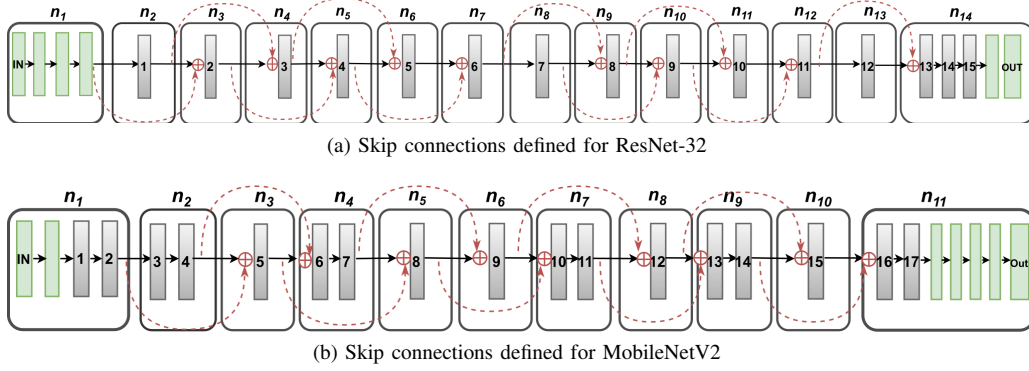 n1 n2 n3 n4 n5 n6 n7 n8 n9 n10 n11 n12 n13 n14
IN 1 2 3 4 5 6 7 8 9 10 11 12 13 14 15 OUT
(a) Skip connections defined for ResNet-32
n1 n2 n3 n4 n5 n6 n7 n8 n9 n10 n11
IN 1 2 3 4 5 6 7 8 9 10 11 12 13 14 15 16 17 Out
(b) Skip connections defined for MobileNetV2